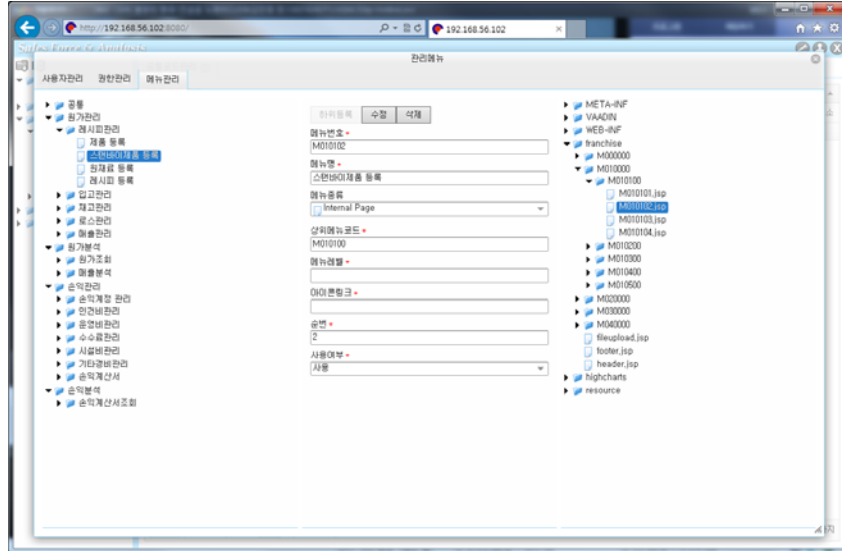 http://192.168.56.102:8080/
192.168.56.102
Sales Force & Analysis
관리메뉴
사용자관리 권한관리 메뉴관리
공통
원가관리
레시피관리
제품 등록
스탠바이제품 등록
원재료 등록
레시피 등록
입고관리
재고관리
로스관리
매출관리
원가분석
원가조회
매출분석
손익관리
손익계정 관리
인건비관리
운영비관리
수수료관리
시설비관리
기타경비관리
손익계산서
손익분석
손익계산서조회
하위등록 수정 삭제
메뉴번호
M010102
메뉴명
스탠바이제품 등록
메뉴종류
Internal Page
상위메뉴코드
M010100
메뉴레벨
아이콘링크
순번
2
사용여부
사용
META-INF
VAADIN
WEB-INF
franchise
M000000
M010000
M010100
M010101.jsp
M010102.jsp
M010103.jsp
M010104.jsp
M010200
M010300
M010400
M010500
M020000
M030000
M040000
fileupload.jsp
footer.jsp
header.jsp
highcharts
resource